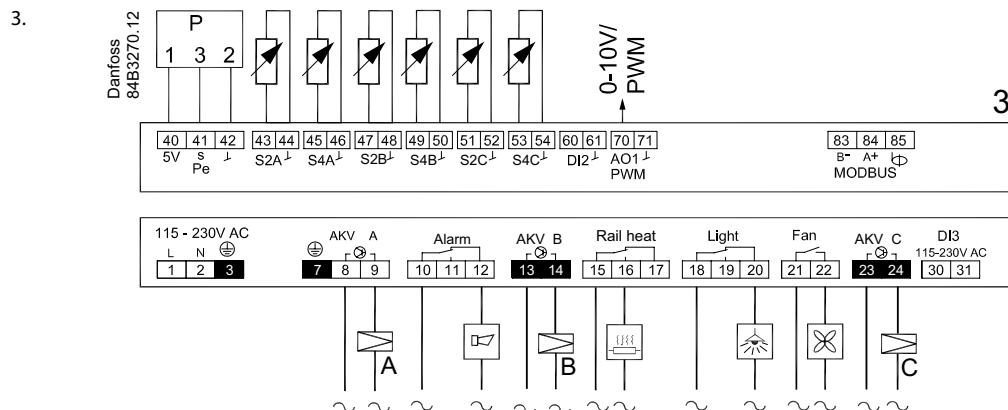 3.
Danfoss
84B3270.12
P
1 3 2
0-10V/
PWM
3
40 41 42 43 44 45 46 47 48 49 50 51 52 53 54 60 61 70 71 83 84 85
5V s S2A S4A S2B S4B S2C S4C DI2 AO1 B- A+
Pe PWM MODBUS
115 - 230V AC AKV A Alarm AKV B Rail heat Light Fan AKV C DI3
L N 115-230V AC
1 2 3 7 8 9 10 11 12 13 14 15 16 17 18 19 20 21 22 23 24 30 31
A B C